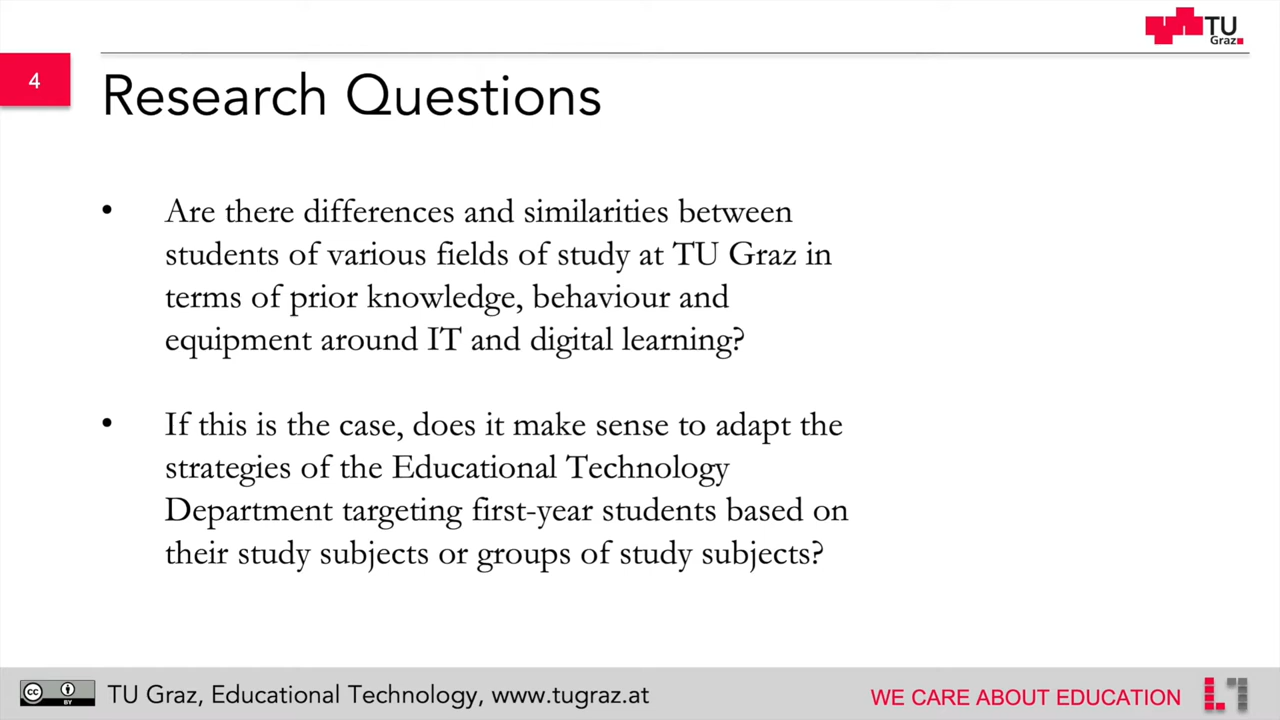 TU
Graz
4
Research Questions
• Are there differences and similarities between
students of various fields of study at TU Graz in
terms of prior knowledge, behaviour and
equipment around IT and digital learning?
• If this is the case, does it make sense to adapt the
strategies of the Educational Technology
Department targeting first-year students based on
their study subjects or groups of study subjects?
cc BY TU Graz, Educational Technology, www.tugraz.at
WE CARE ABOUT EDUCATION